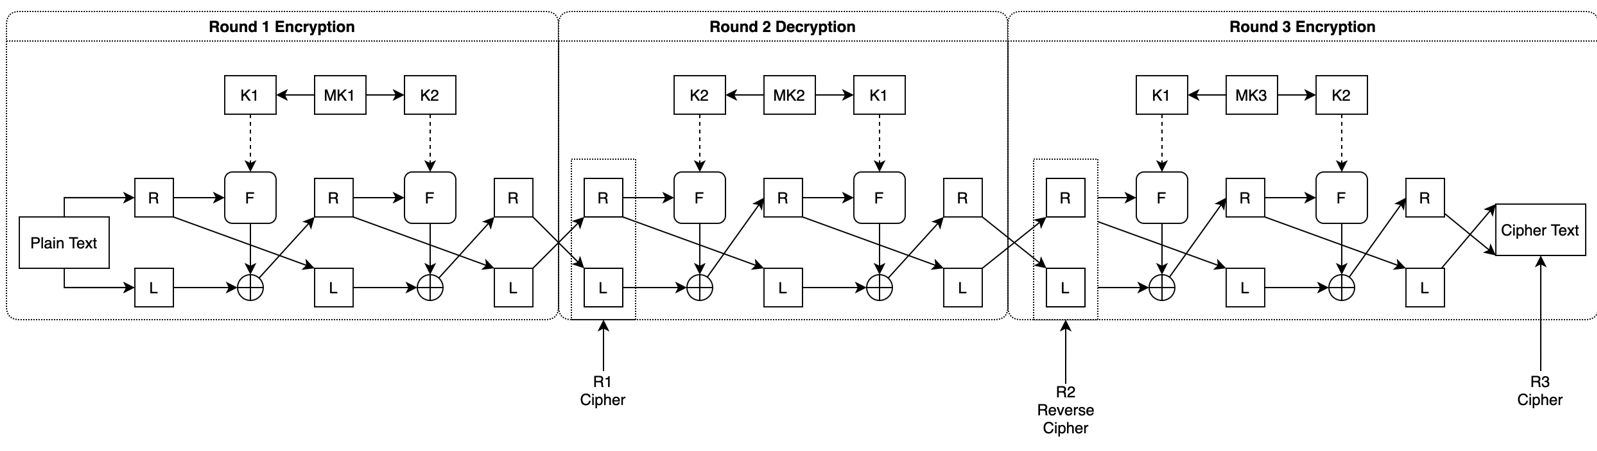 Round 1 Encryption
Round 2 Decryption
Round 3 Encryption
K1
MK1
K2
K2
MK2
K1
K1
MK3
K2
R
F
R
F
R
R
F
R
F
R
R
F
R
F
R
Plain Text
Cipher Text
L
L
L
L
L
L
L
L
L
R1
Cipher
R2
Reverse
Cipher
R3
Cipher